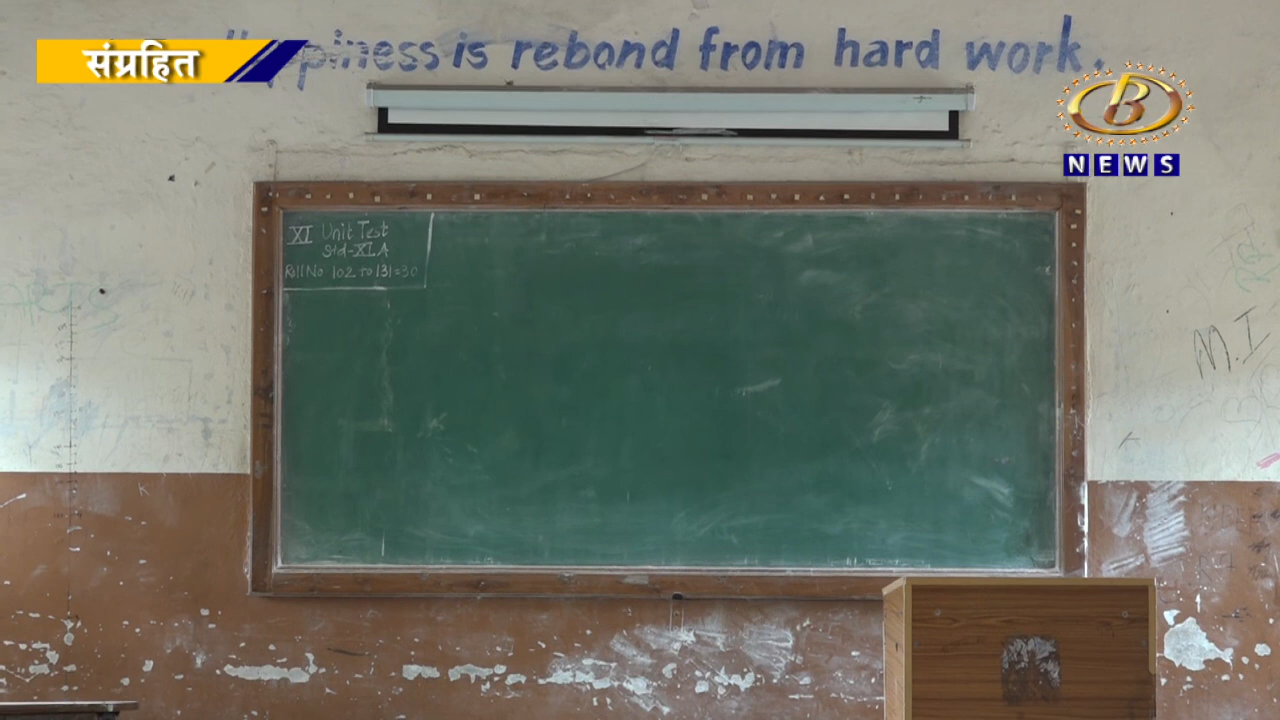 piness is rebond from hard work.
संग्रहित
B
NEWS
XI Unit Test
Std-XI A
Roll No 102 to 131=30
M.I